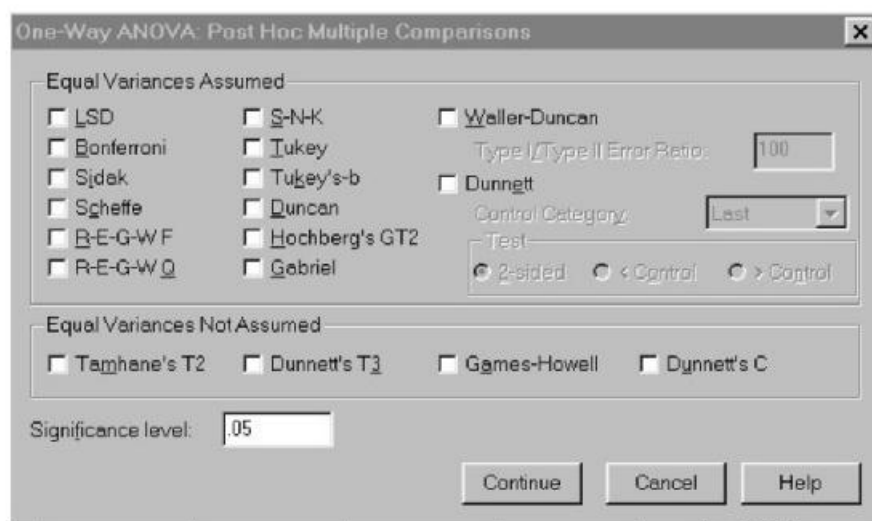 One-Way ANOVA: Post Hoc Multiple Comparisons
Equal Variances Assumed
LSD
Bonferroni
Sidak
Scheffe
R-E-G-W F
R-E-G-W Q
S-N-K
Tukey
Tukey's-b
Duncan
Hochberg's GT2
Gabriel
Waller-Duncan
Type I/Type II Error Ratio: 100
Dunnett
Control Category: Last
Test
2-sided < Control > Control
Equal Variances Not Assumed
Tamhane's T2 Dunnett's T3 Games-Howell Dunnett's C
Significance level: .05
Continue Cancel Help